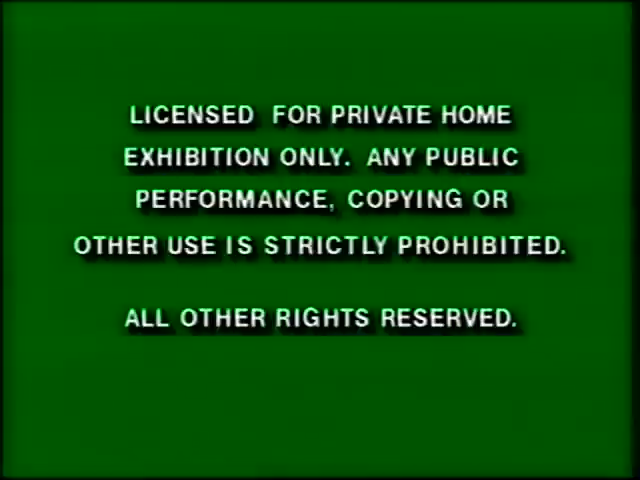 LICENSED FOR PRIVATE HOME
EXHIBITION ONLY. ANY PUBLIC
PERFORMANCE, COPYING OR
OTHER USE IS STRICTLY PROHIBITED.
ALL OTHER RIGHTS RESERVED.